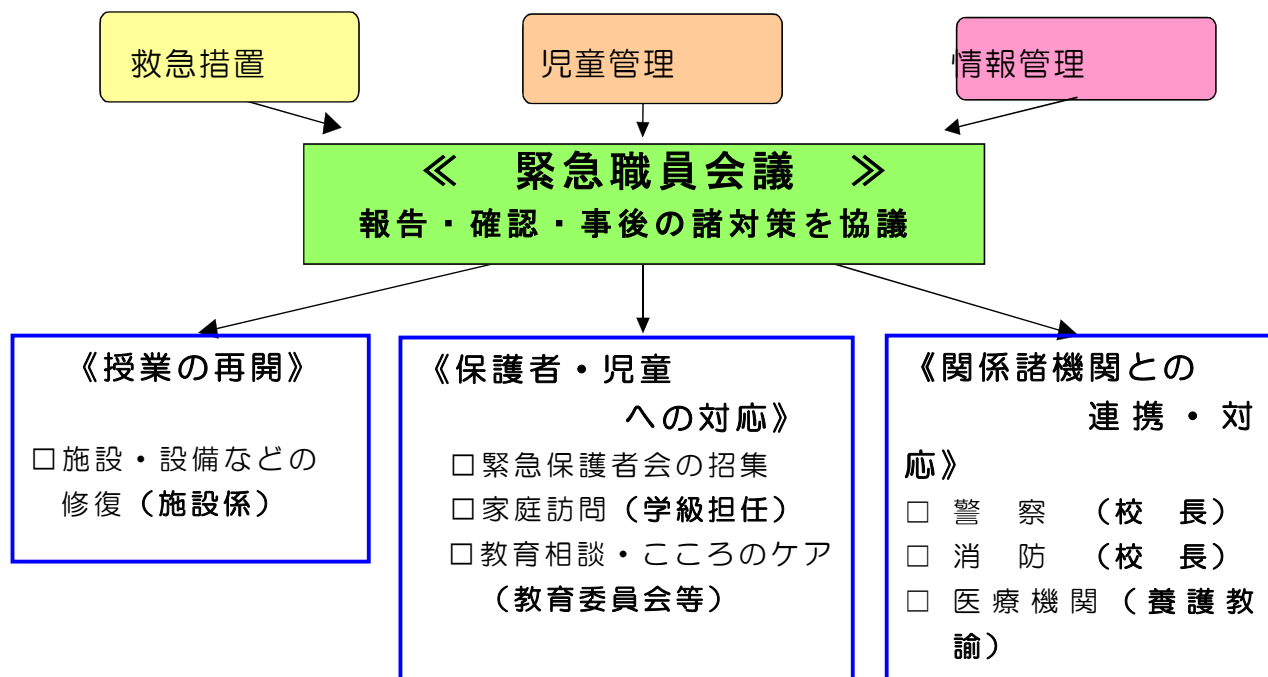 救急措置
児童管理
情報管理
≪ 緊急職員会議 ≫
報告・確認・事後の諸対策を協議
《授業の再開》
□施設・設備などの
修復(施設係)
《保護者・児童
への対応》
□緊急保護者会の招集
□家庭訪問(学級担任)
□教育相談・こころのケア
(教育委員会等)
《関係諸機関との
連携・対
応》
□ 警 察 (校 長)
□ 消 防 (校 長)
□ 医療機関(養護教
諭)